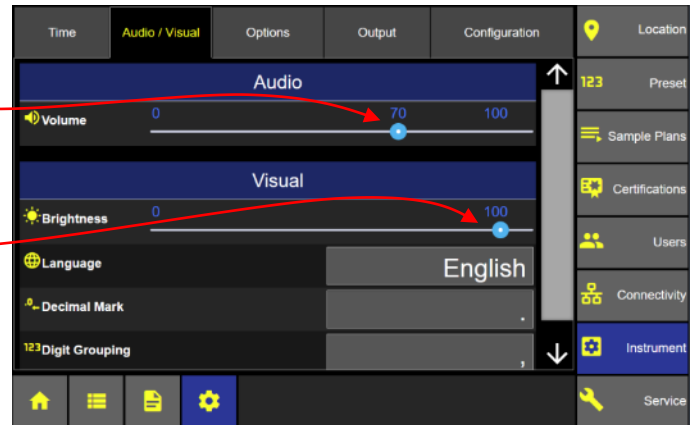 Time Audio / Visual Options Output Configuration
Location
Audio
123 Preset
Volume 0 70 100
Sample Plans
Visual
Certifications
Brightness 0 100
Users
Language English
Connectivity
.0 Decimal Mark .
123 Digit Grouping ,
Instrument
Service